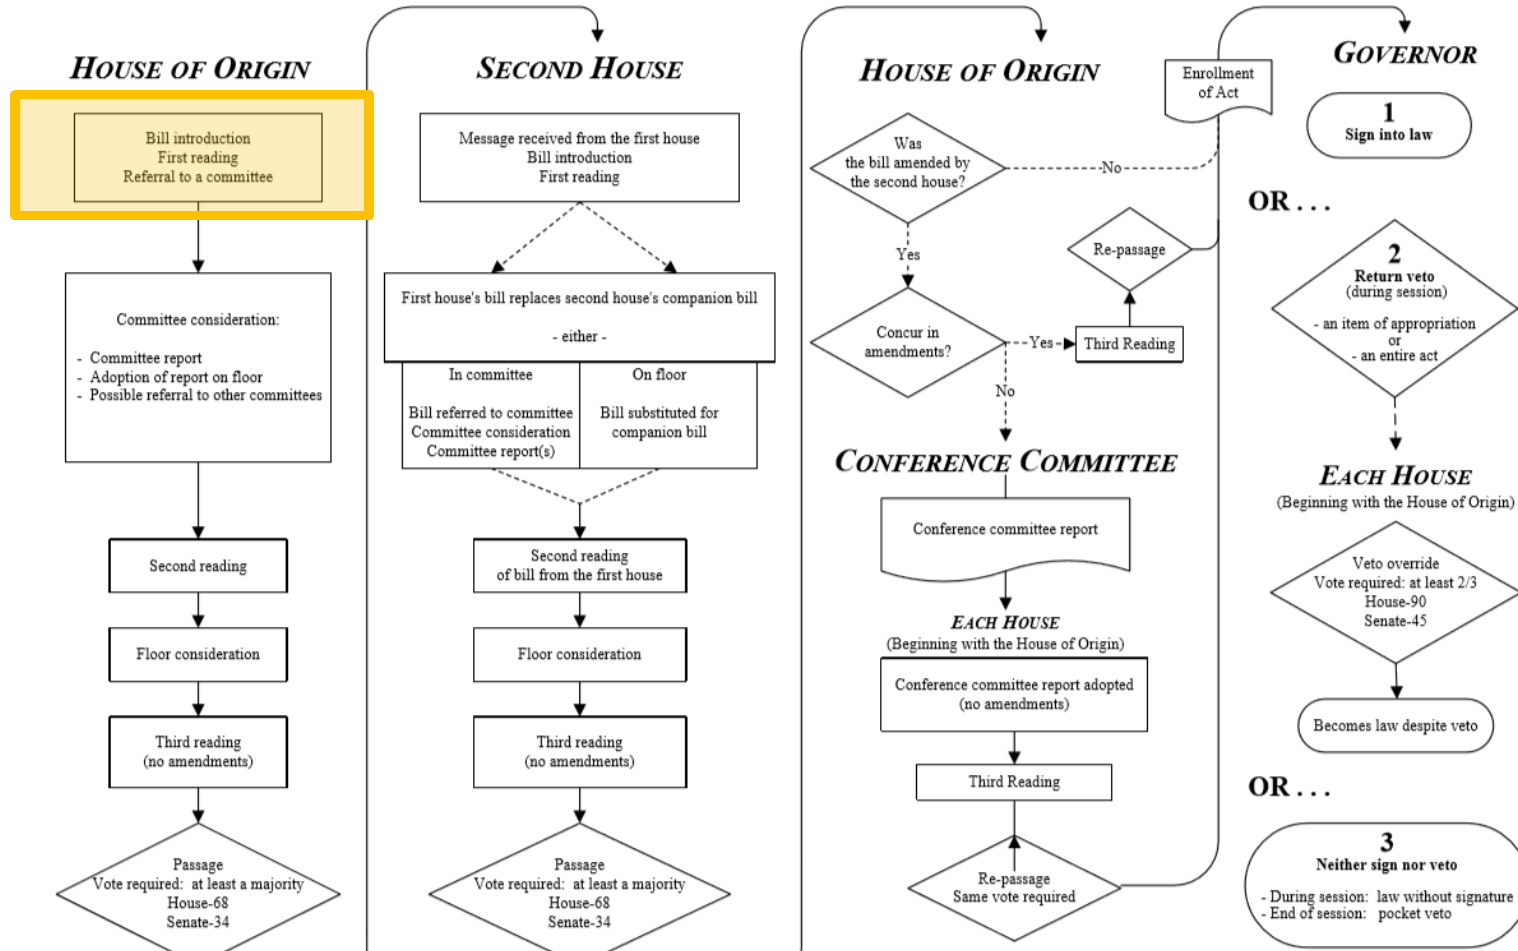 HOUSE OF ORIGIN
Bill introduction
First reading
Referral to a committee
Committee consideration:
- Committee report
- Adoption of report on floor
- Possible referral to other committees
Second reading
Floor consideration
Third reading
(no amendments)
Passage
Vote required: at least a majority
House-68
Senate-34
SECOND HOUSE
Message received from the first house
Bill introduction
First reading
First house's bill replaces second house's companion bill
- either -
In committee
Bill referred to committee
Committee consideration
Committee report(s)
On floor
Bill substituted for
companion bill
Second reading
of bill from the first house
Floor consideration
Third reading
(no amendments)
Passage
Vote required: at least a majority
House-68
Senate-34
HOUSE OF ORIGIN
Was
the bill amended by
the second house?
No
Yes
Concur in
amendments?
Yes
Third Reading
Re-passage
No
Enrollment
of Act
CONFERENCE COMMITTEE
Conference committee report
EACH HOUSE
(Beginning with the House of Origin)
Conference committee report adopted
(no amendments)
Third Reading
Re-passage
Same vote required
GOVERNOR
1
Sign into law
OR . . .
2
Return veto
(during session)
- an item of appropriation
or
- an entire act
EACH HOUSE
(Beginning with the House of Origin)
Veto override
Vote required: at least 2/3
House-90
Senate-45
Becomes law despite veto
OR . . .
3
Neither sign nor veto
- During session: law without signature
- End of session: pocket veto